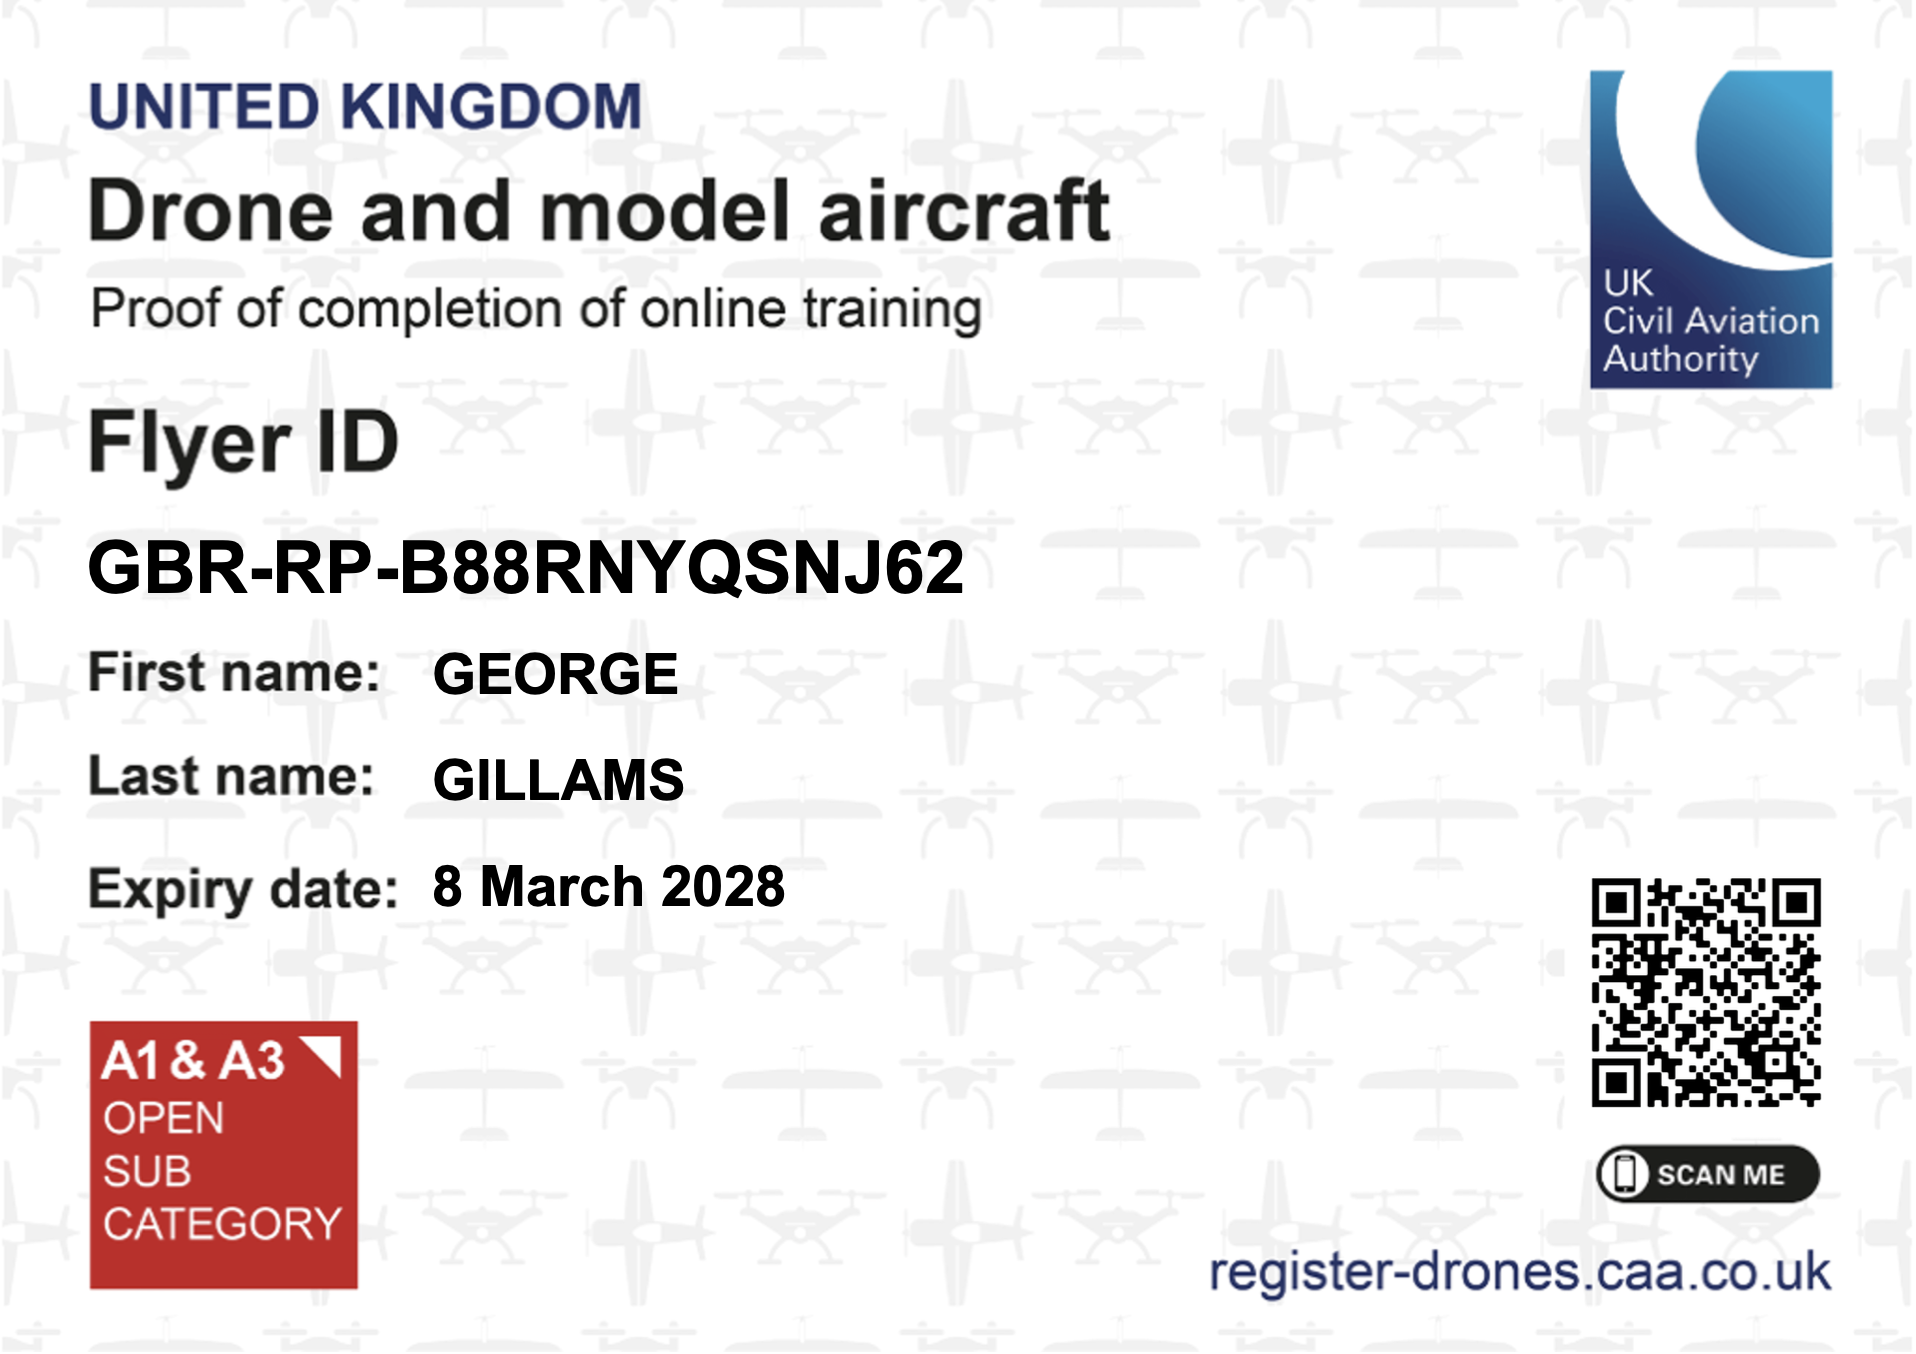 UNITED KINGDOM
Drone and model aircraft
Proof of completion of online training
UK
Civil Aviation
Authority
Flyer ID
GBR-RP-B88RNYQSNJ62
First name: GEORGE
Last name: GILLAMS
Expiry date: 8 March 2028
A1 & A3
OPEN
SUB
CATEGORY
SCAN ME
register-drones.caa.co.uk